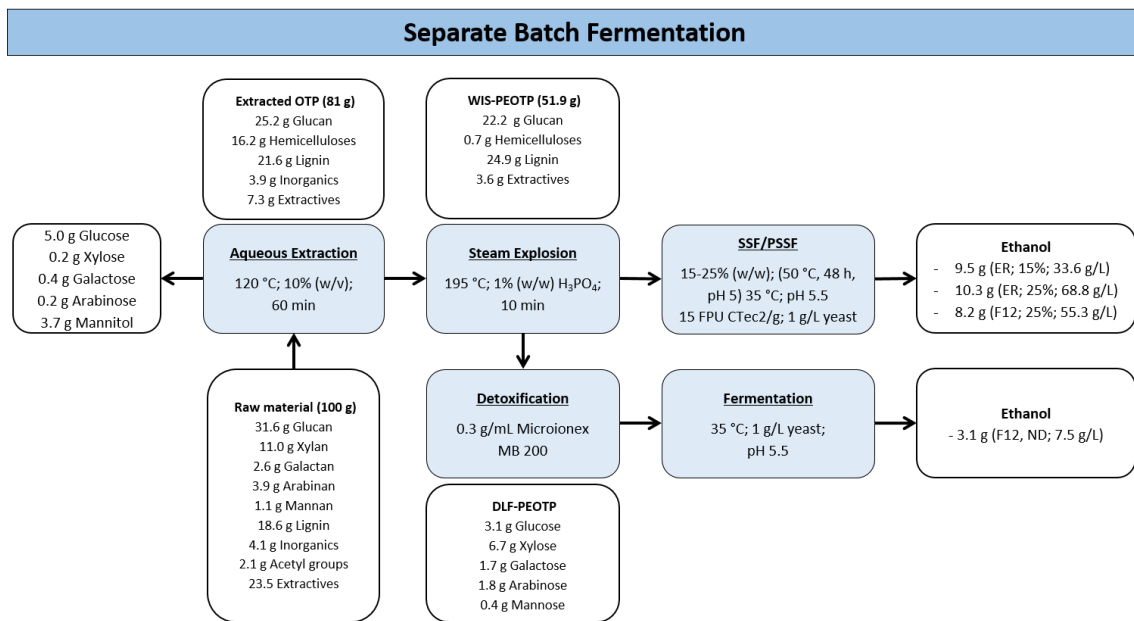 Separate Batch Fermentation
Extracted OTP (81 g)
25.2 g Glucan
16.2 g Hemicelluloses
21.6 g Lignin
3.9 g Inorganics
7.3 g Extractives
WIS-PEOTP (51.9 g)
22.2 g Glucan
0.7 g Hemicelluloses
24.9 g Lignin
3.6 g Extractives
5.0 g Glucose
0.2 g Xylose
0.4 g Galactose
0.2 g Arabinose
3.7 g Mannitol
Aqueous Extraction
120 °C; 10% (w/v);
60 min
Steam Explosion
195 °C; 1% (w/w) H₃PO₄;
10 min
SSF/PSSF
15-25% (w/w); (50 °C, 48 h,
pH 5) 35 °C; pH 5.5
15 FPU CTec2/g; 1 g/L yeast
Ethanol
- 9.5 g (ER; 15%; 33.6 g/L)
- 10.3 g (ER; 25%; 68.8 g/L)
- 8.2 g (F12; 25%; 55.3 g/L)
Raw material (100 g)
31.6 g Glucan
11.0 g Xylan
2.6 g Galactan
3.9 g Arabinan
1.1 g Mannan
18.6 g Lignin
4.1 g Inorganics
2.1 g Acetyl groups
23.5 Extractives
Detoxification
0.3 g/mL Microionex
MB 200
Fermentation
35 °C; 1 g/L yeast;
pH 5.5
Ethanol
- 3.1 g (F12, ND; 7.5 g/L)
DLF-PEOTP
3.1 g Glucose
6.7 g Xylose
1.7 g Galactose
1.8 g Arabinose
0.4 g Mannose